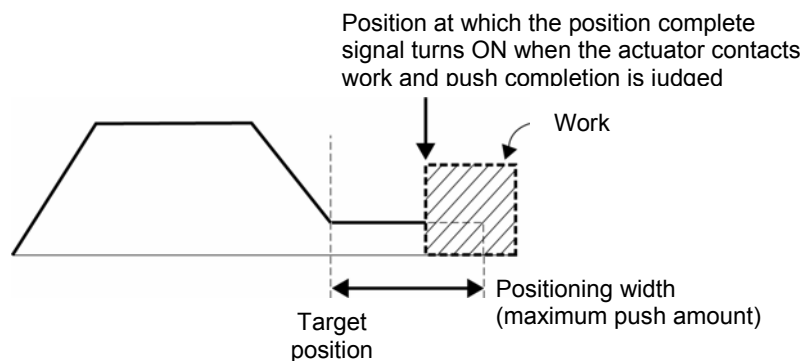 Position at which the position complete
signal turns ON when the actuator contacts
work and push completion is judged
Work
Positioning width
(maximum push amount)
Target
position